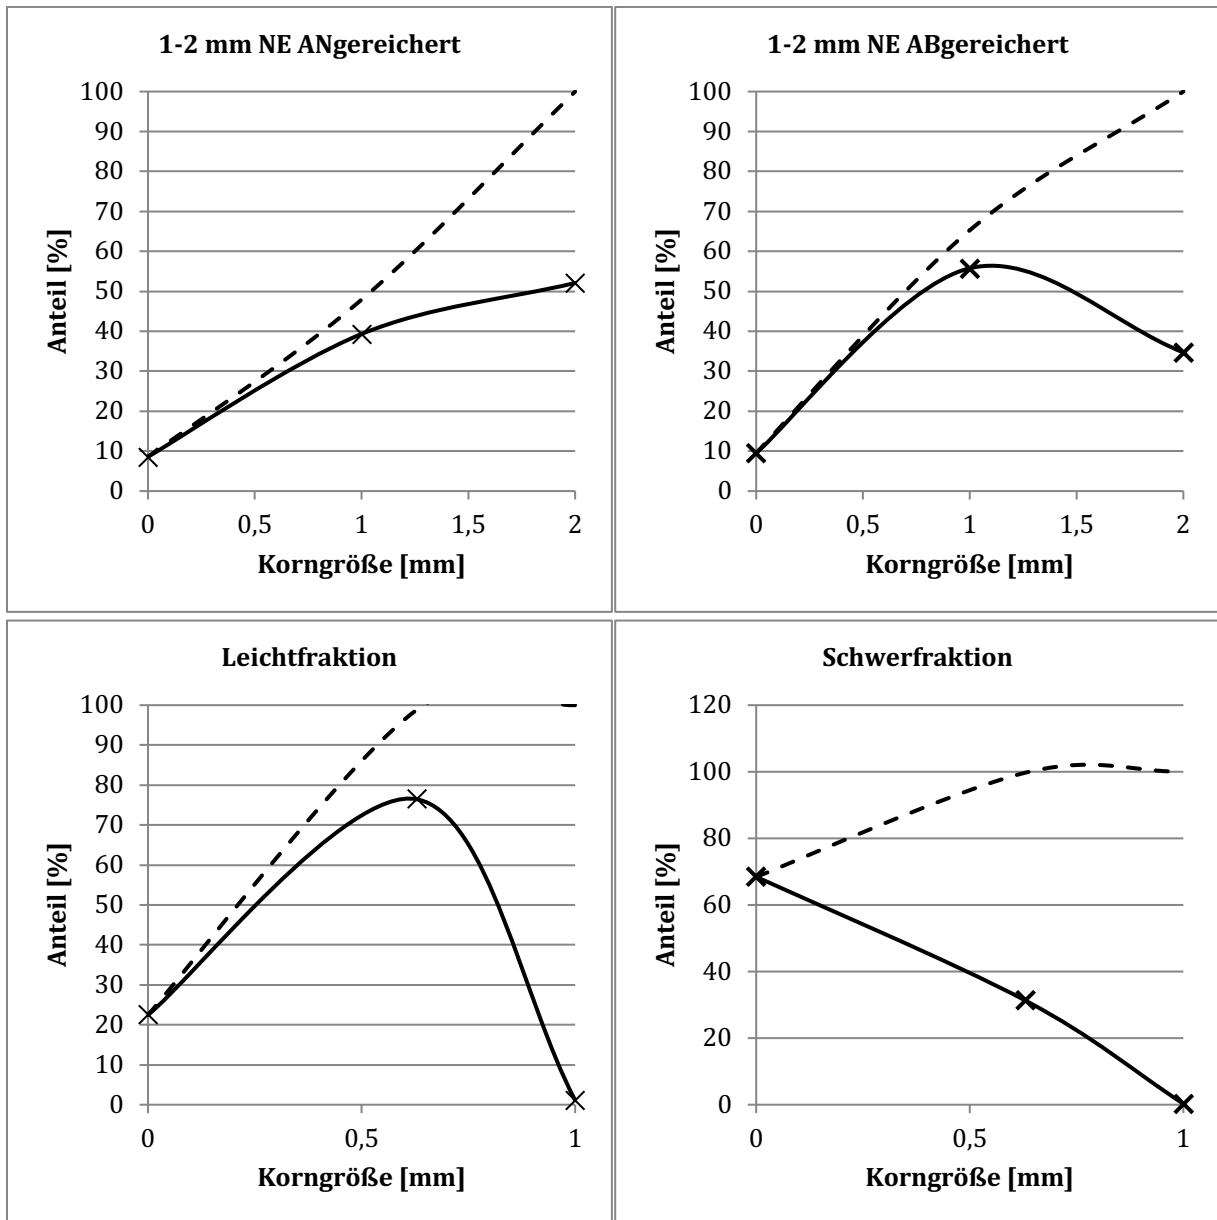 1-2 mm NE ANgereichert
Anteil [%]
100
90
80
70
60
50
40
30
20
10
0
0 0,5 1 1,5 2
Korngröße [mm]
1-2 mm NE ABgereichert
Anteil [%]
100
90
80
70
60
50
40
30
20
10
0
0 0,5 1 1,5 2
Korngröße [mm]
Leichtfraktion
Anteil [%]
100
90
80
70
60
50
40
30
20
10
0
0 0,5 1
Korngröße [mm]
Schwerfraktion
Anteil [%]
120
100
80
60
40
20
0
0 0,5 1
Korngröße [mm]